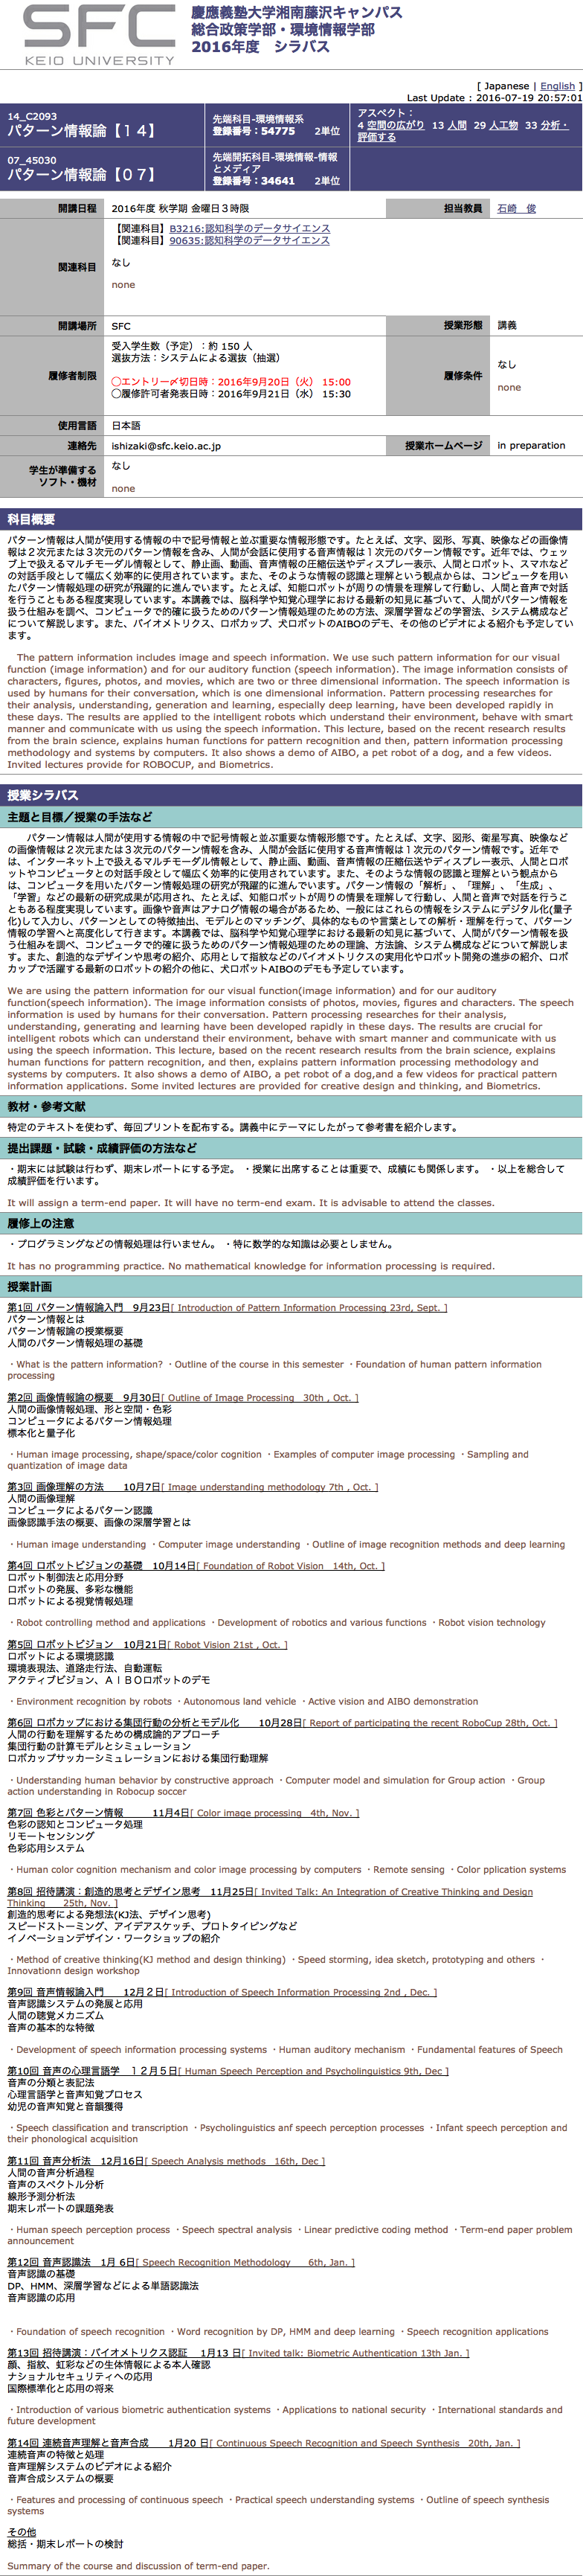 SFC
KEIO UNIVERSITY
慶應義塾大学湘南藤沢キャンパス
総合政策学部・環境情報学部
2016年度　シラバス
[ Japanese | English ]
Last Update : 2016-07-19 20:57:01
14_C2093
パターン情報論【１４】
先端科目-環境情報系
登録番号：54775　2単位
アスペクト：
4 空間の広がり　13 人間　29 人工物　33 分析・
評価する
07_45030
パターン情報論【０７】
先端開拓科目-環境情報-情報
とメディア
登録番号：34641　2単位
開講日程
2016年度 秋学期 金曜日３時限
担当教員
石崎　俊
関連科目
【関連科目】B3216:認知科学のデータサイエンス
【関連科目】90635:認知科学のデータサイエンス
なし
none
開講場所
SFC
授業形態
講義
履修者制限
受入学生数（予定）：約 150 人
選抜方法：システムによる選抜（抽選）
◯エントリー〆切日時：2016年9月20日（火） 15:00
◯履修許可者発表日時：2016年9月21日（水） 15:30
履修条件
なし
none
使用言語
日本語
連絡先
ishizaki@sfc.keio.ac.jp
授業ホームページ
in preparation
学生が準備する
ソフト・機材
なし
none
科目概要
パターン情報は人間が使用する情報の中で記号情報と並ぶ重要な情報形態です。たとえば、文字、図形、写真、映像などの画像情
報は２次元または３次元のパターン情報を含み、人間が会話に使用する音声情報は１次元のパターン情報です。近年では、ウェッ
ブ上で扱えるマルチモーダル情報として、静止画、動画、音声情報の圧縮伝送やディスプレー表示、人間とロボット、スマホなど
の対話手段として幅広く効率的に使用されています。また、そのような情報の認識と理解という観点からは、コンピュータを用い
たパターン情報処理の研究が飛躍的に進んでいます。たとえば、知能ロボットが周りの情景を理解して行動し、人間と音声で対話
を行うこともある程度実現しています。本講義では、脳科学や知覚心理学における最新の知見に基づいて、人間がパターン情報を
扱う仕組みを調べ、コンピュータで的確に扱うためのパターン情報処理のための方法、深層学習などの学習法、システム構成など
について解説します。また、バイオメトリクス、ロボカップ、犬ロボットのAIBOのデモ、その他のビデオによる紹介も予定してい
ます。
The pattern information includes image and speech information. We use such pattern information for our visual
function (image information) and for our auditory function (speech information). The image information consists of
characters, figures, photos, and movies, which are two or three dimensional information. The speech information is
used by humans for their conversation, which is one dimensional information. Pattern processing researches for
their analysis, understanding, generation and learning, especially deep learning, have been developed rapidly in
these days. The results are applied to the intelligent robots which understand their environment, behave with smart
manner and communicate with us using the speech information. This lecture, based on the recent research results
from the brain science, explains human functions for pattern recognition and then, pattern information processing
methodology and systems by computers. It also shows a demo of AIBO, a pet robot of a dog, and a few videos.
Invited lectures provide for ROBOCUP, and Biometrics.
授業シラバス
主題と目標／授業の手法など
パターン情報は人間が使用する情報の中で記号情報と並ぶ重要な情報形態です。たとえば、文字、図形、衛星写真、映像など
の画像情報は２次元または３次元のパターン情報を含み、人間が会話に使用する音声情報は１次元のパターン情報です。近年で
は、インターネット上で扱えるマルチモーダル情報として、静止画、動画、音声情報の圧縮伝送やディスプレー表示、人間とロボ
ットやコンピュータとの対話手段として幅広く効率的に使用されています。また、そのような情報の認識と理解という観点から
は、コンピュータを用いたパターン情報処理の研究が飛躍的に進んでいます。パターン情報の「解析」、「理解」、「生成」、
「学習」などの最新の研究成果が応用され、たとえば、知能ロボットが周りの情景を理解して行動し、人間と音声で対話を行うこ
ともある程度実現しています。画像や音声はアナログ情報の場合があるため、一般にはこれらの情報をシステムにデジタル化(量子
化)して入力し、パターンとしての特徴抽出、モデルとのマッチング、具体的なものや言葉としての解析・理解を行って、パターン
情報の学習へと高度化して行きます。本講義では、脳科学や知覚心理学における最新の知見に基づいて、人間がパターン情報を扱
う仕組みを調べ、コンピュータで的確に扱うためのパターン情報処理のための理論、方法論、システム構成などについて解説しま
す。また、創造的なデザインや思考の紹介、応用として指紋などのバイオメトリクスの実用化やロボット開発の進歩の紹介、ロボ
カップで活躍する最新のロボットの紹介の他に、犬ロボットAIBOのデモも予定しています。
We are using the pattern information for our visual function(image information) and for our auditory
function(speech information). The image information consists of photos, movies, figures and characters. The speech
information is used by humans for their conversation. Pattern processing researches for their analysis,
understanding, generating and learning have been developed rapidly in these days. The results are crucial for
intelligent robots which can understand their environment, behave with smart manner and communicate with us
using the speech information. This lecture, based on the recent research results from the brain science, explains
human functions for pattern recognition, and then, explains pattern information processing methodology and
systems by computers. It also shows a demo of AIBO, a pet robot of a dog,and a few videos for practical pattern
information applications. Some invited lectures are provided for creative design and thinking, and Biometrics.
教材・参考文献
特定のテキストを使わず、毎回プリントを配布する。講義中にテーマにしたがって参考書を紹介します。
提出課題・試験・成績評価の方法など
・期末には試験は行わず、期末レポートにする予定。 ・授業に出席することは重要で、成績にも関係します。 ・以上を総合して
成績評価を行います。
It will assign a term-end paper. It will have no term-end exam. It is advisable to attend the classes.
履修上の注意
・プログラミングなどの情報処理は行いません。 ・特に数学的な知識は必要としません。
It has no programming practice. No mathematical knowledge for information processing is required.
授業計画
第1回 パターン情報論入門　9月23日[ Introduction of Pattern Information Processing 23rd, Sept. ]
パターン情報とは
パターン情報論の授業概要
人間のパターン情報処理の基礎
・What is the pattern information? ・Outline of the course in this semester ・Foundation of human pattern information
processing
第2回 画像情報論の概要　9月30日[ Outline of Image Processing　30th , Oct. ]
人間の画像情報処理、形と空間・色彩
コンピュータによるパターン情報処理
標本化と量子化
・Human image processing, shape/space/color cognition ・Examples of computer image processing ・Sampling and
quantization of image data
第3回 画像理解の方法　　10月7日[ Image understanding methodology 7th , Oct. ]
人間の画像理解
コンピュータによるパターン認識
画像認識手法の概要、画像の深層学習とは
・Human image understanding ・Computer image understanding ・Outline of image recognition methods and deep learning
第4回 ロボットビジョンの基礎　10月14日[ Foundation of Robot Vision　14th, Oct. ]
ロボット制御法と応用分野
ロボットの発展、多彩な機能
ロボットによる視覚情報処理
・Robot controlling method and applications ・Development of robotics and various functions ・Robot vision technology
第5回 ロボットビジョン　10月21日[ Robot Vision 21st , Oct. ]
ロボットによる環境認識
環境表現法、道路走行法、自動運転
アクティブビジョン、ＡＩＢＯロボットのデモ
・Environment recognition by robots ・Autonomous land vehicle ・Active vision and AIBO demonstration
第6回 ロボカップにおける集団行動の分析とモデル化　　10月28日[ Report of participating the recent RoboCup 28th, Oct. ]
人間の行動を理解するための構成論的アプローチ
集団行動の計算モデルとシミュレーション
ロボカップサッカーシミュレーションにおける集団行動理解
・Understanding human behavior by constructive approach ・Computer model and simulation for Group action ・Group
action understanding in Robocup soccer
第7回 色彩とパターン情報　　　11月4日[ Color image processing　4th, Nov. ]
色彩の認知とコンピュータ処理
リモートセンシング
色彩応用システム
・Human color cognition mechanism and color image processing by computers ・Remote sensing ・Color pplication systems
第8回 招待講演：創造的思考とデザイン思考　11月25日[ Invited Talk: An Integration of Creative Thinking and Design
Thinking　　25th, Nov. ]
創造的思考による発想法(KJ法、デザイン思考)
スピードストーミング、アイデアスケッチ、プロトタイピングなど
イノベーションデザイン・ワークショップの紹介
・Method of creative thinking(KJ method and design thinking) ・Speed storming, idea sketch, prototyping and others ・
Innovationn design workshop
第9回 音声情報論入門　　12月２日[ Introduction of Speech Information Processing 2nd , Dec. ]
音声認識システムの発展と応用
人間の聴覚メカニズム
音声の基本的な特徴
・Development of speech information processing systems ・Human auditory mechanism ・Fundamental features of Speech
第10回 音声の心理言語学　１２月５日[ Human Speech Perception and Psycholinguistics 9th, Dec ]
音声の分類と表記法
心理言語学と音声知覚プロセス
幼児の音声知覚と音韻獲得
・Speech classification and transcription ・Psycholinguistics anf speech perception processes ・Infant speech perception and
their phonological acquisition
第11回 音声分析法　12月16日[ Speech Analysis methods　16th, Dec ]
人間の音声分析過程
音声のスペクトル分析
線形予測分析法
期末レポートの課題発表
・Human speech perception process ・Speech spectral analysis ・Linear predictive coding method ・Term-end paper problem
announcement
第12回 音声認識法　1月 6日[ Speech Recognition Methodology　　6th, Jan. ]
音声認識の基礎
DP、HMM、深層学習などによる単語認識法
音声認識の応用
・Foundation of speech recognition ・Word recognition by DP, HMM and deep learning ・Speech recognition applications
第13回 招待講演：バイオメトリクス認証　 1月13 日[ Invited talk: Biometric Authentication 13th Jan. ]
顔、指紋、虹彩などの生体情報による本人確認
ナショナルセキュリティへの応用
国際標準化と応用の将来
・Introduction of various biometric authentication systems ・Applications to national security ・International standards and
future development
第14回 連続音声理解と音声合成　　1月20 日[ Continuous Speech Recognition and Speech Synthesis　20th, Jan. ]
連続音声の特徴と処理
音声理解システムのビデオによる紹介
音声合成システムの概要
・Features and processing of continuous speech ・Practical speech understanding systems ・Outline of speech synthesis
systems
その他
総括・期末レポートの検討
Summary of the course and discussion of term-end paper.